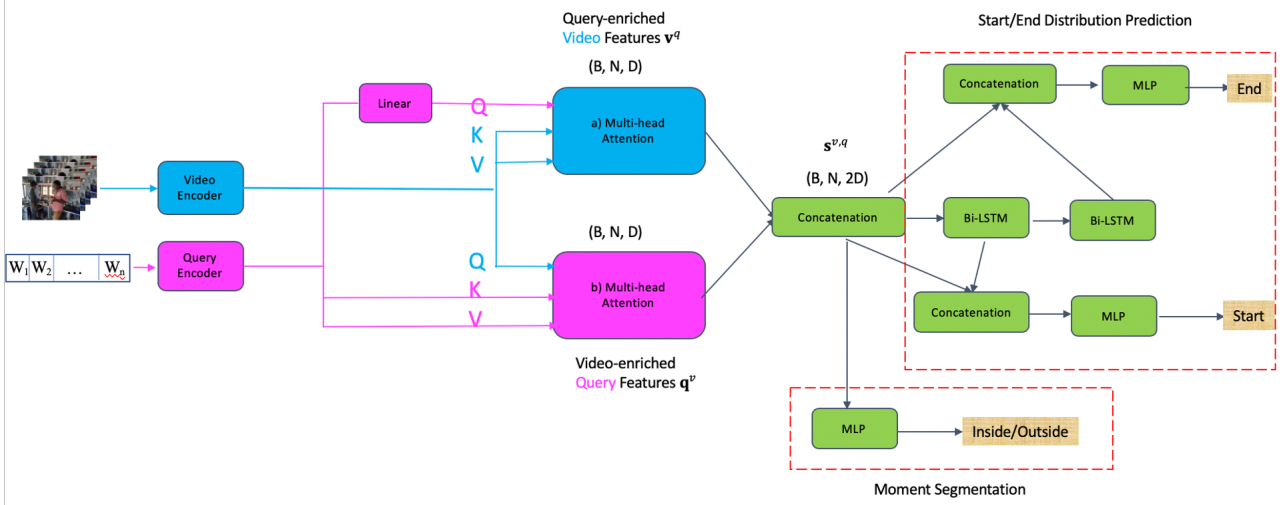 Query-enriched
Video Features v^q
(B, N, D)
Start/End Distribution Prediction
Linear
Q
K
V
a) Multi-head
Attention
Concatenation
MLP
End
Video
Encoder
s^{v,q}
(B, N, 2D)
Concatenation
Bi-LSTM
Bi-LSTM
W1 W2 ... Wn
Query
Encoder
(B, N, D)
Q
K
V
b) Multi-head
Attention
Concatenation
MLP
Start
Video-enriched
Query Features q^v
MLP
Inside/Outside
Moment Segmentation